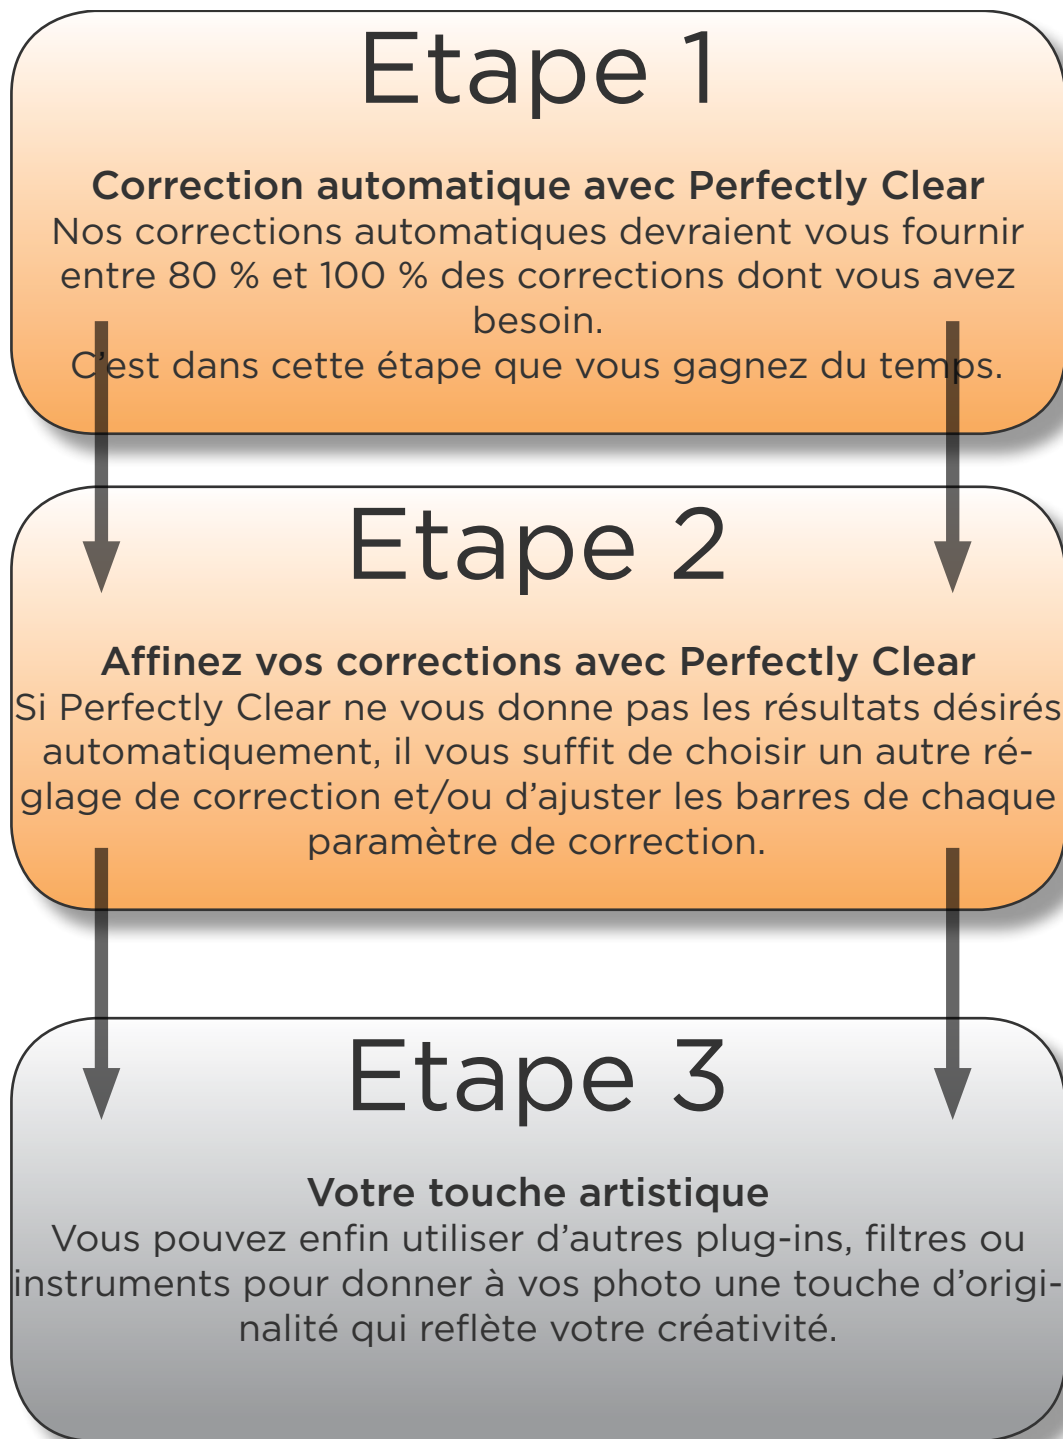 Etape 1
Correction automatique avec Perfectly Clear
Nos corrections automatiques devraient vous fournir
entre 80 % et 100 % des corrections dont vous avez
besoin.
C'est dans cette étape que vous gagnez du temps.
Etape 2
Affinez vos corrections avec Perfectly Clear
Si Perfectly Clear ne vous donne pas les résultats désirés
automatiquement, il vous suffit de choisir un autre ré-
glage de correction et/ou d'ajuster les barres de chaque
paramètre de correction.
Etape 3
Votre touche artistique
Vous pouvez enfin utiliser d'autres plug-ins, filtres ou
instruments pour donner à vos photo une touche d'origi-
nalité qui reflète votre créativité.